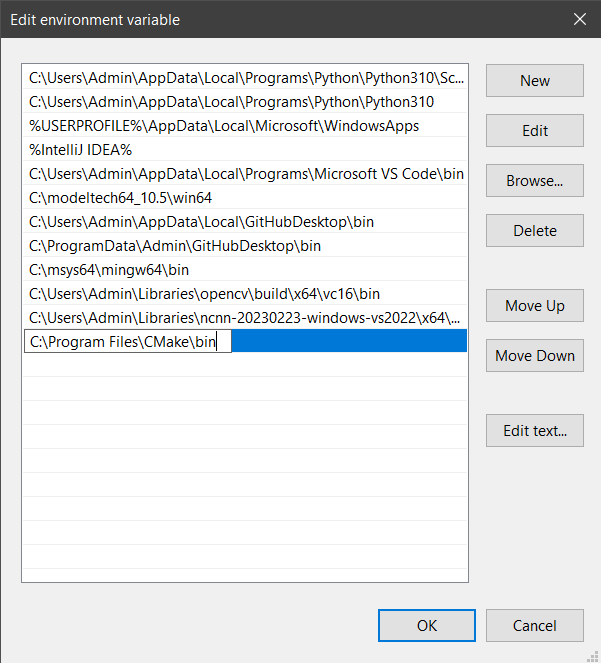 Edit environment variable
C:\Users\Admin\AppData\Local\Programs\Python\Python310\Sc...
C:\Users\Admin\AppData\Local\Programs\Python\Python310
%USERPROFILE%\AppData\Local\Microsoft\WindowsApps
%IntelliJ IDEA%
C:\Users\Admin\AppData\Local\Programs\Microsoft VS Code\bin
C:\modeltech64_10.5\win64
C:\Users\Admin\AppData\Local\GitHubDesktop\bin
C:\ProgramData\Admin\GitHubDesktop\bin
C:\msys64\mingw64\bin
C:\Users\Admin\Libraries\opencv\build\x64\vc16\bin
C:\Users\Admin\Libraries\ncnn-20230223-windows-vs2022\x64\...
C:\Program Files\CMake\bin
New
Edit
Browse...
Delete
Move Up
Move Down
Edit text...
OK
Cancel